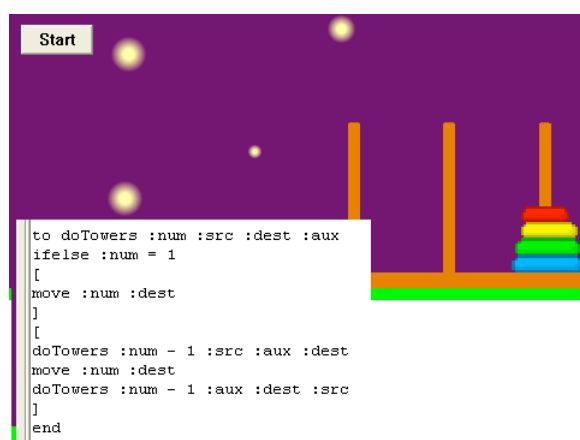 Start
to doTowers :num :src :dest :aux
ifelse :num = 1
[
move :num :dest
]
[
doTowers :num - 1 :src :aux :dest
move :num :dest
doTowers :num - 1 :aux :dest :src
]
end